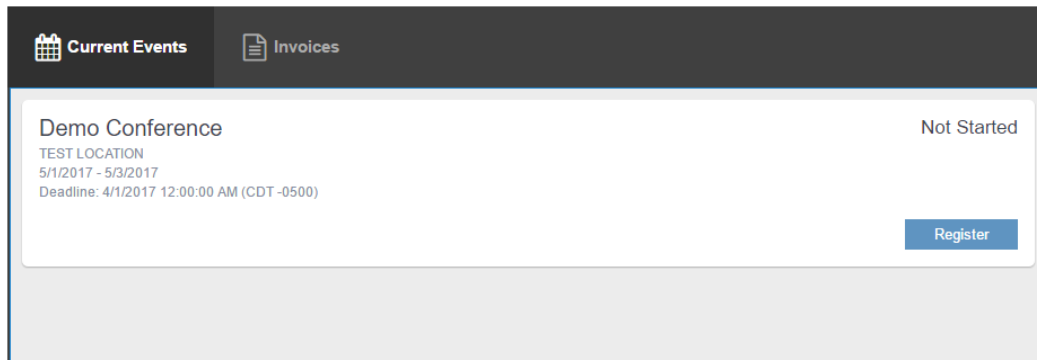 Current Events
Invoices
Demo Conference
Not Started
TEST LOCATION
5/1/2017 - 5/3/2017
Deadline: 4/1/2017 12:00:00 AM (CDT -0500)
Register